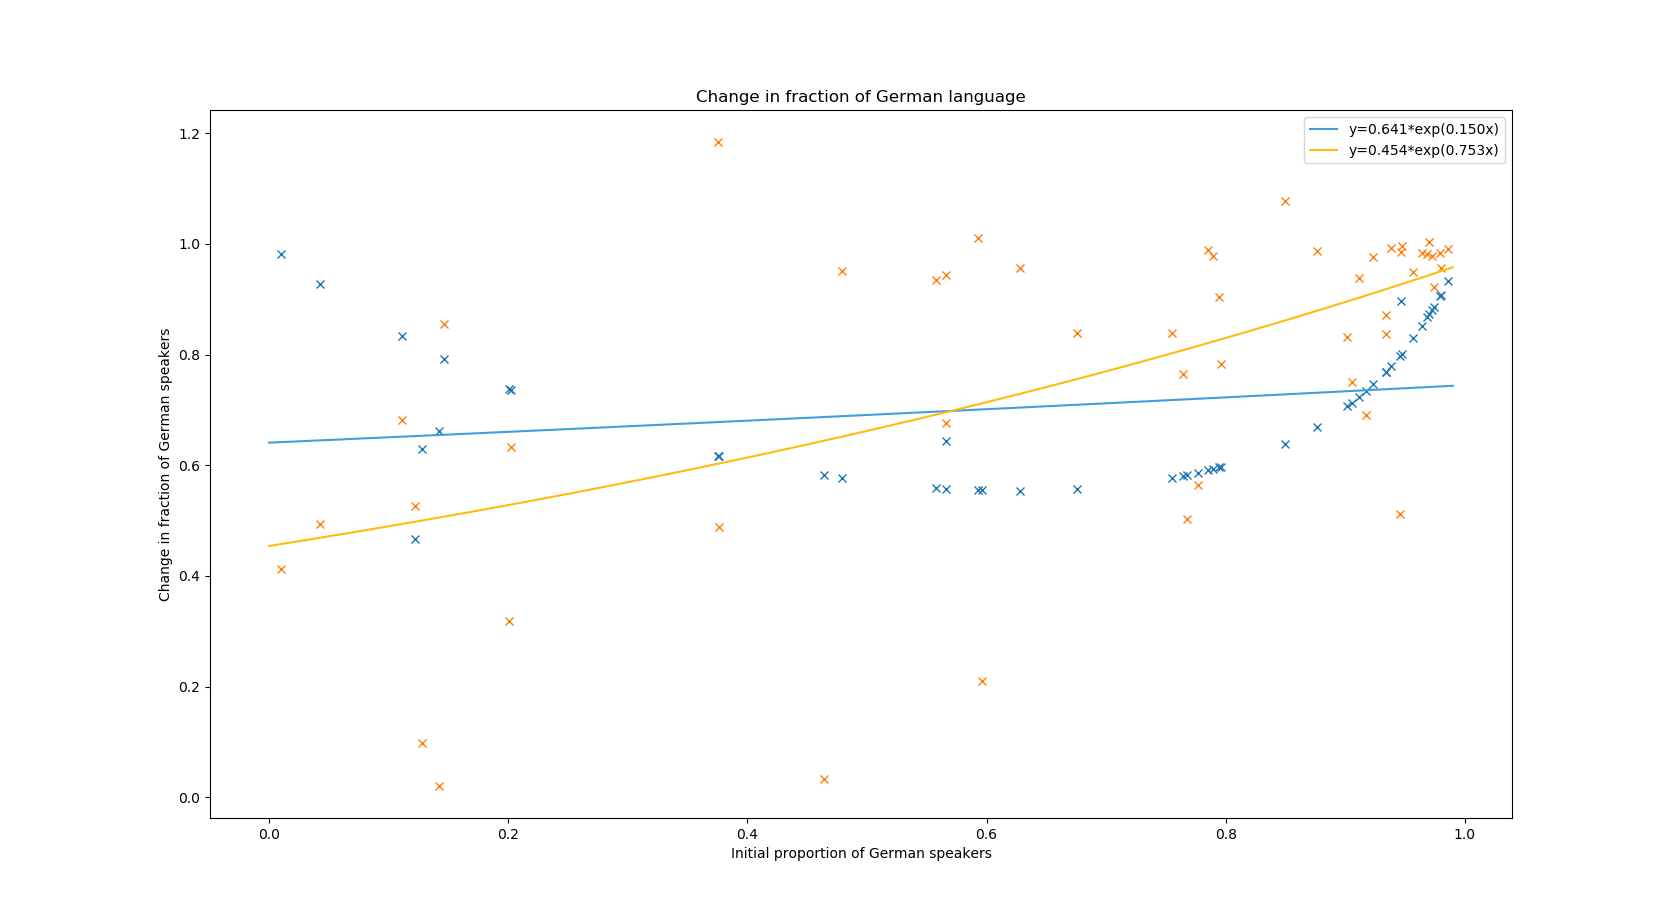 Change in fraction of German language
y=0.641*exp(0.150x)
y=0.454*exp(0.753x)
Change in fraction of German speakers
1.2
1.0
0.8
0.6
0.4
0.2
0.0
0.0 0.2 0.4 0.6 0.8 1.0
Initial proportion of German speakers